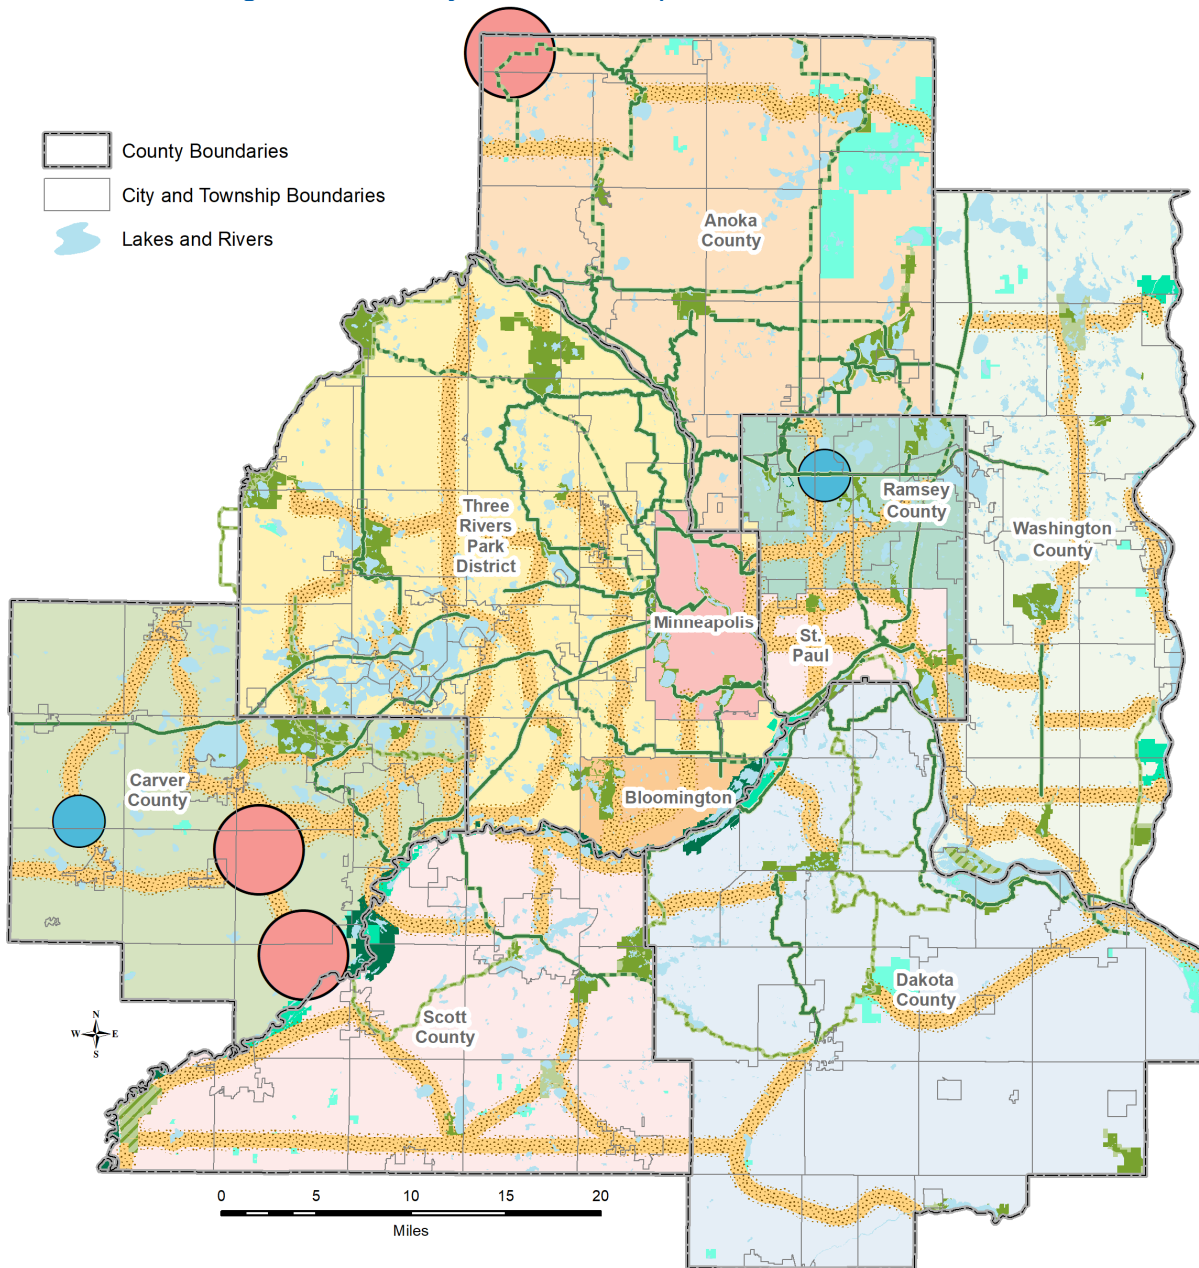 County Boundaries
City and Township Boundaries
Lakes and Rivers
Anoka
County
Three
Rivers
Park
District
Ramsey
County
Washington
County
Minneapolis
St.
Paul
Carver
County
Bloomington
Dakota
County
Scott
County
N
W E
S
0 5 10 15 20
Miles